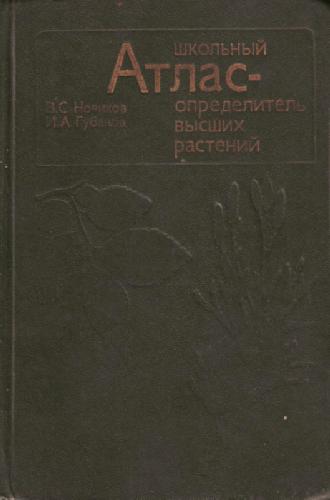 школьный
Атлас-
определитель
высших
растений
В.С. Новиков
И.А. Губанов